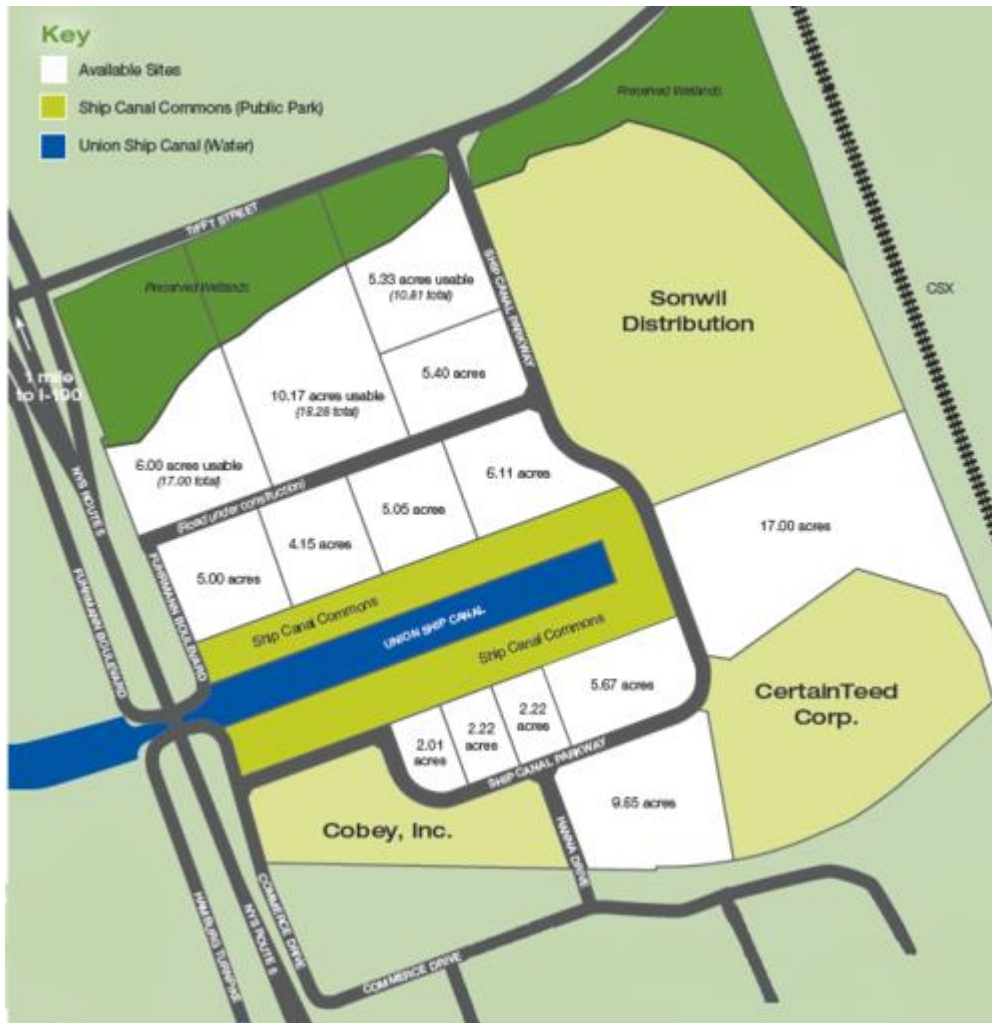 Key
Available Sites
Ship Canal Commons (Public Park)
Union Ship Canal (Water)
Preserved Wetlands
TIFFT STREET
Preserved Wetlands
SHIP CANAL PARKWAY
5.33 acres usable
(10.81 total)
Sonwil
Distribution
CSX
5.40 acres
1 mile
to I-190
10.17 acres usable
(18.28 total)
6.00 acres usable
(17.00 total)
NYS ROUTE 5
(Road under construction)
6.11 acres
5.05 acres
4.15 acres
5.00 acres
17.00 acres
FUHRMANN BOULEVARD
FUHRMANN BOULEVARD
Ship Canal Commons
UNION SHIP CANAL
Ship Canal Commons
5.67 acres
2.22
acres
2.22
acres
2.01
acres
CertainTeed
Corp.
SHIP CANAL PARKWAY
9.65 acres
Cobey, Inc.
HANNA DRIVE
COMMERCE DRIVE
HAMBURG TURNPIKE
NYS ROUTE 5
COMMERCE DRIVE